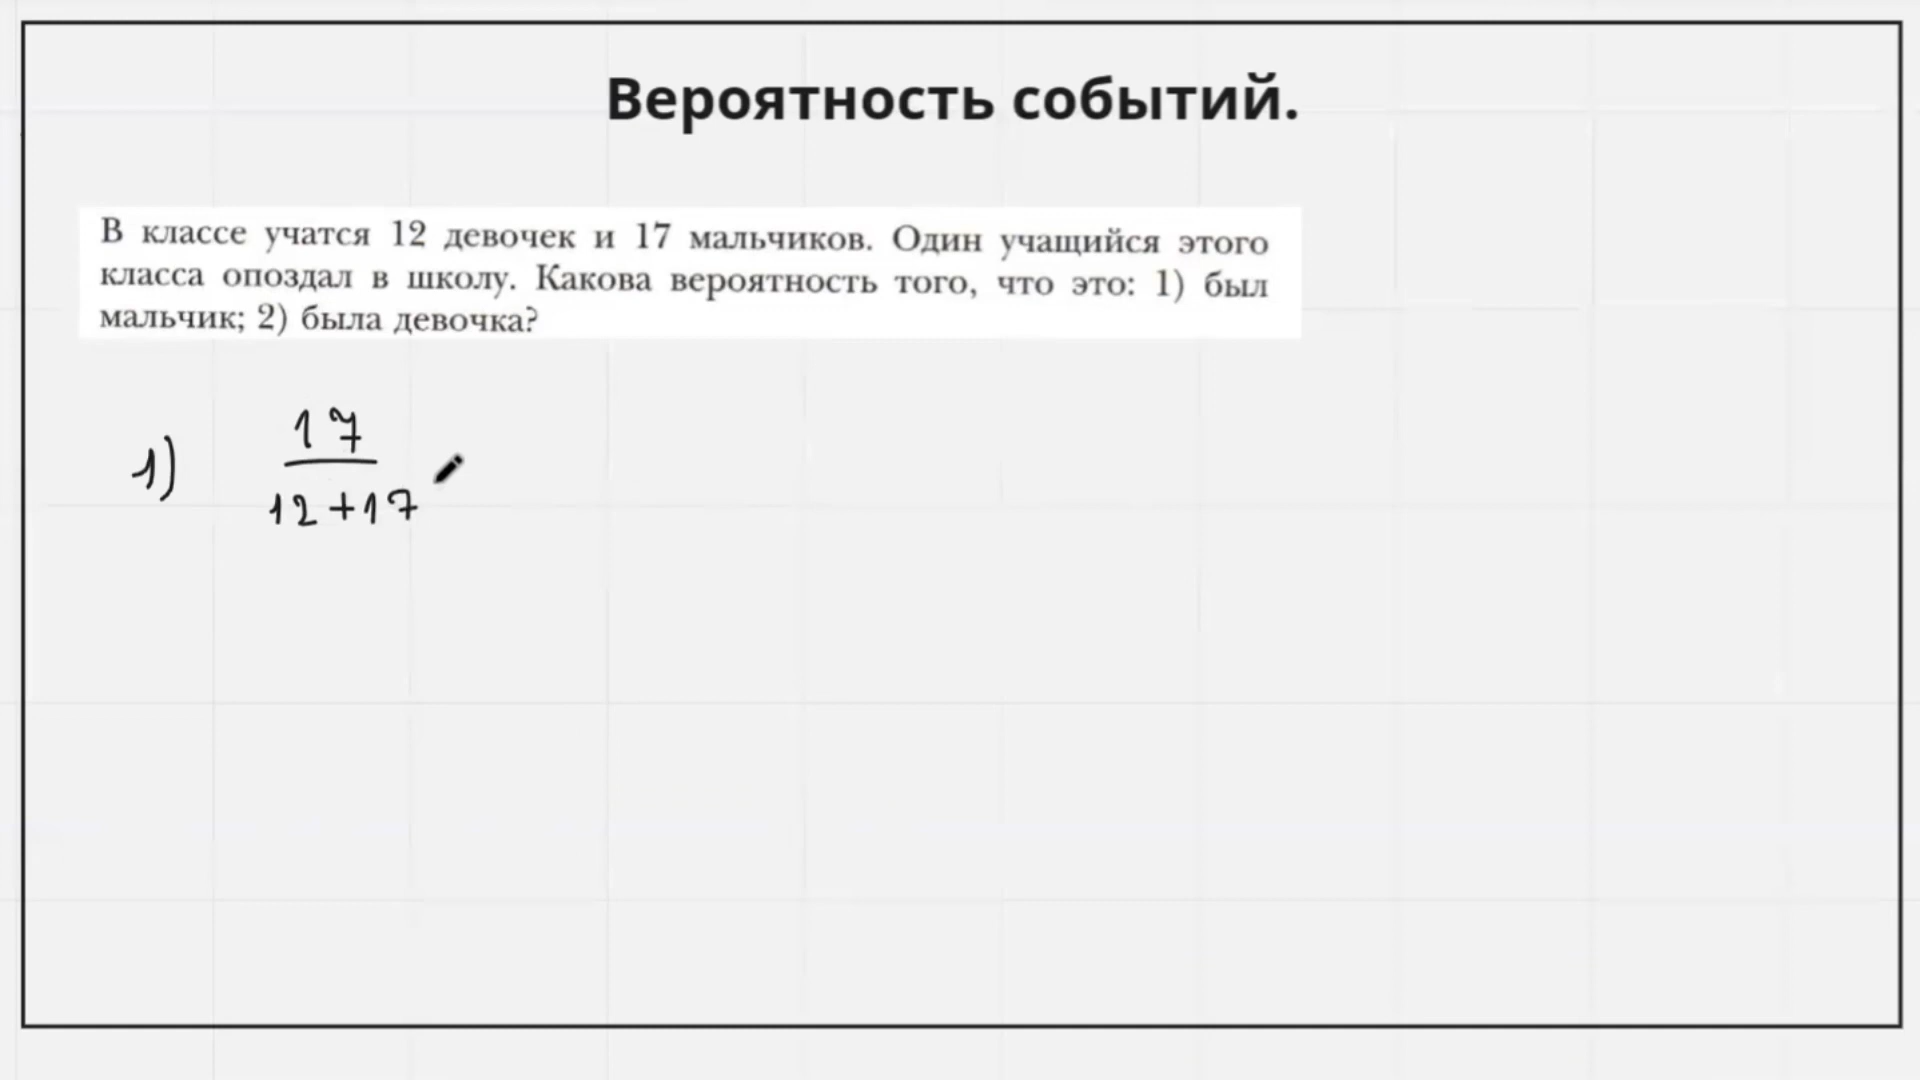 Вероятность событий.
В классе учатся 12 девочек и 17 мальчиков. Один учащийся этого
класса опоздал в школу. Какова вероятность того, что это: 1) был
мальчик; 2) была девочка?
1)
17
12+17